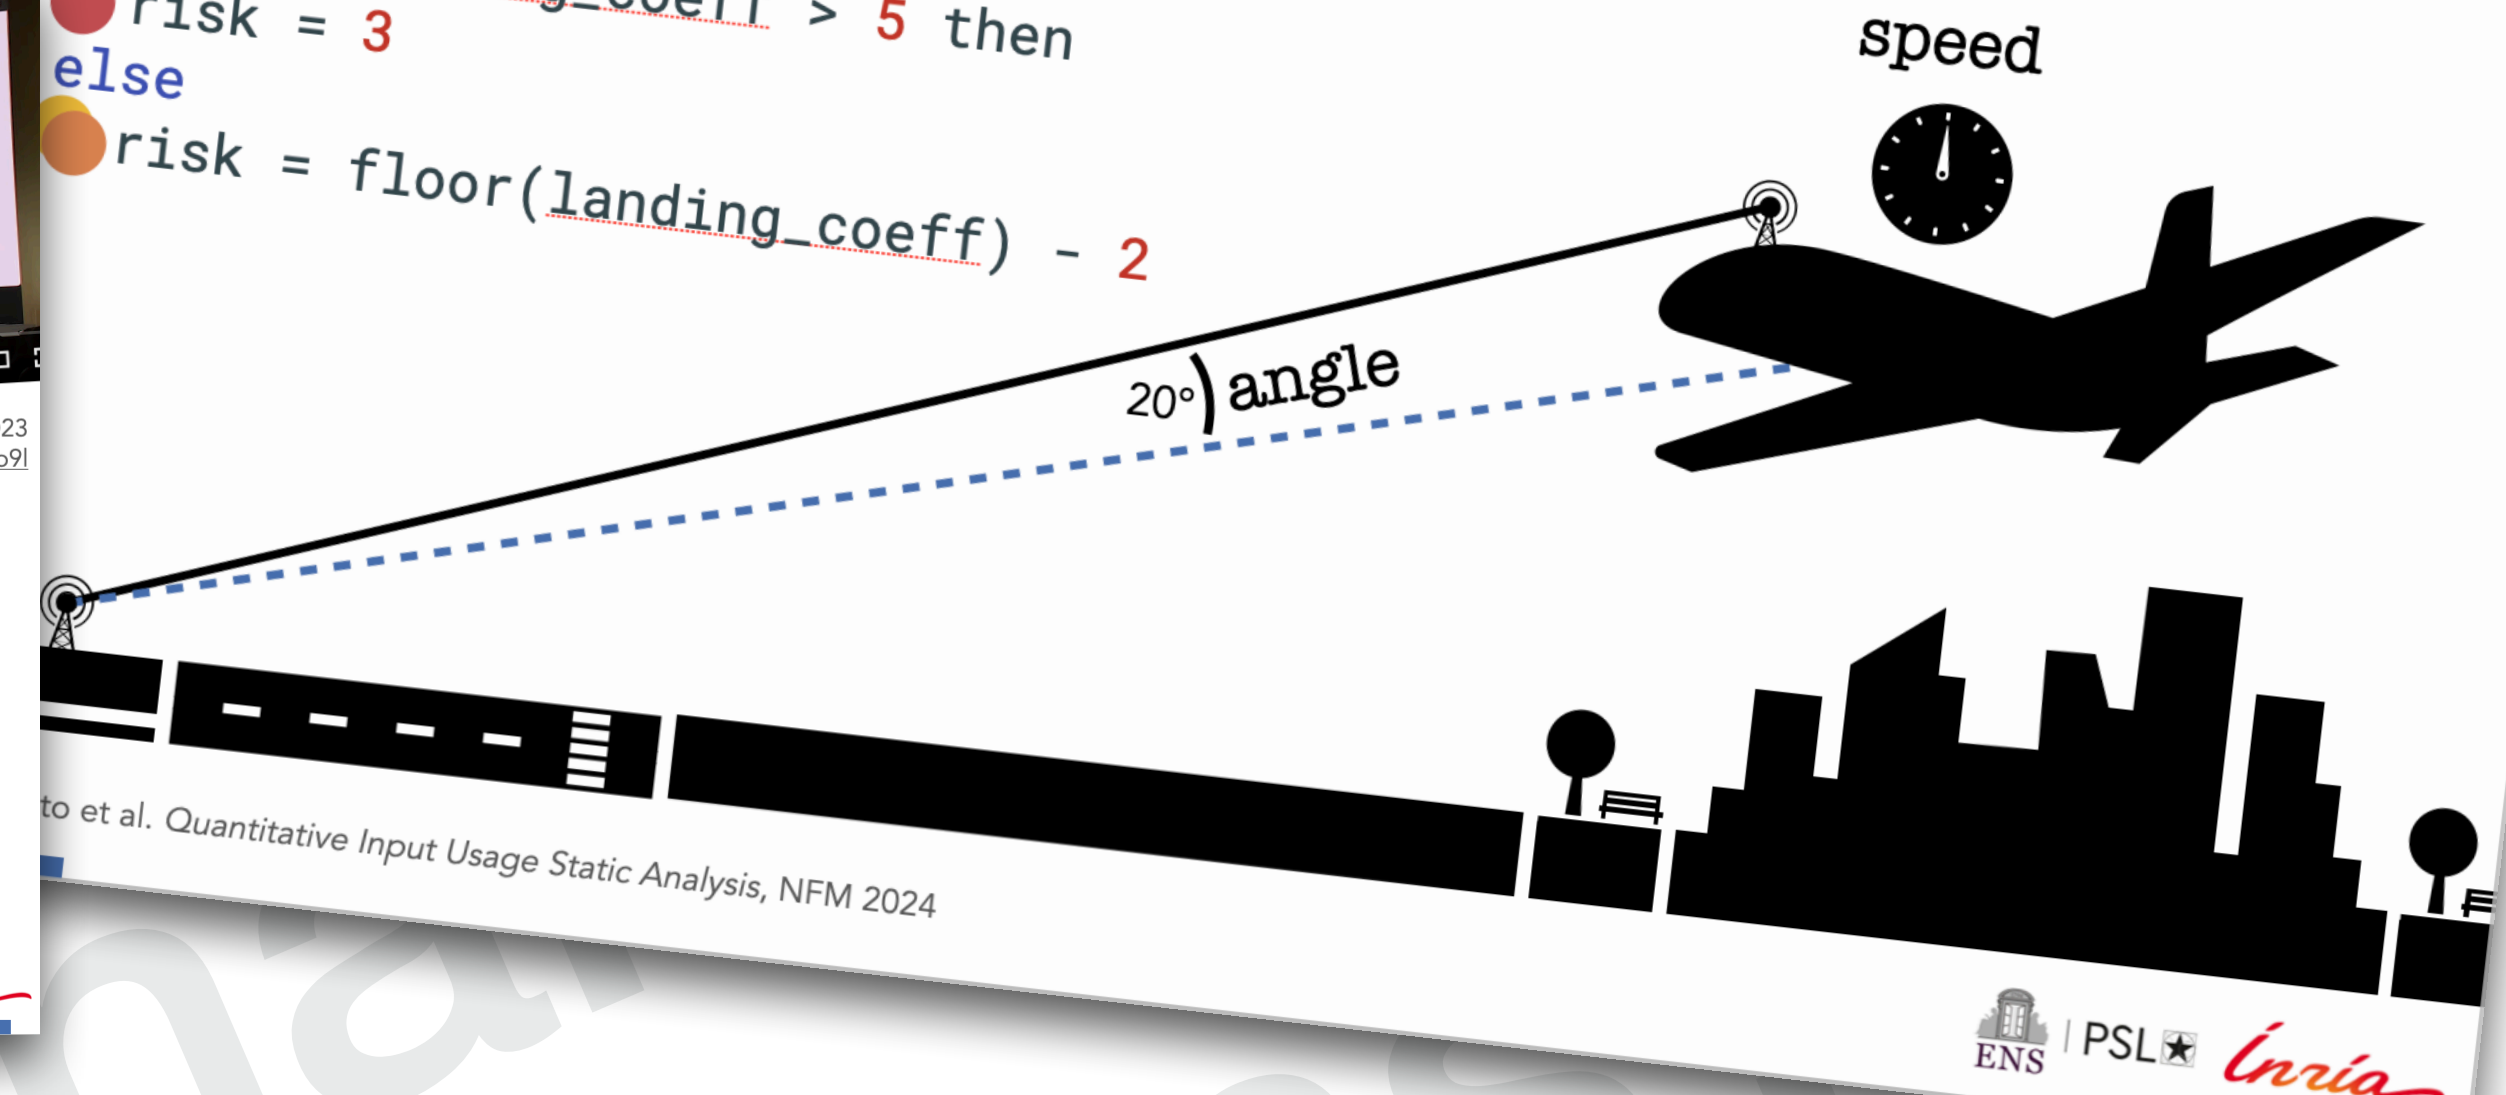 risk = 3
> 5 then
else
risk = floor(landing_coeff) - 2
speed
20°
angle
23
to et al. Quantitative Input Usage Static Analysis, NFM 2024
ENS | PSL
Inría